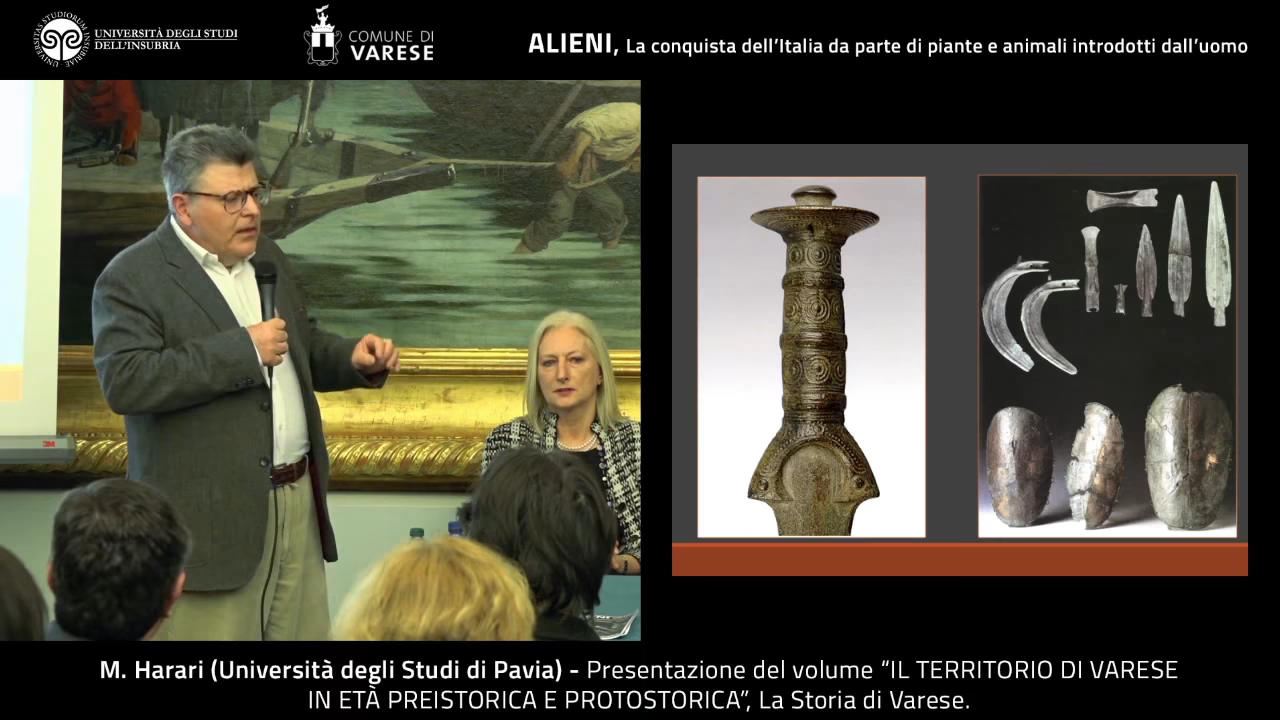 UNIVERSITÀ DEGLI STUDI
DELL'INSUBRIA
COMUNE DI
VARESE
ALIENI, La conquista dell'Italia da parte di piante e animali introdotti dall'uomo
3M
M. Harari (Università degli Studi di Pavia) - Presentazione del volume "IL TERRITORIO DI VARESE
IN ETÀ PREISTORICA E PROTOSTORICA", La Storia di Varese.